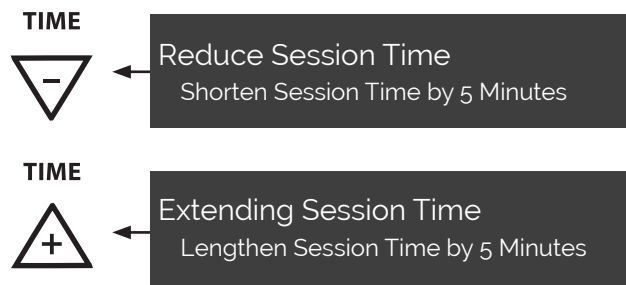 TIME
-
Reduce Session Time
Shorten Session Time by 5 Minutes
TIME
+
Extending Session Time
Lengthen Session Time by 5 Minutes